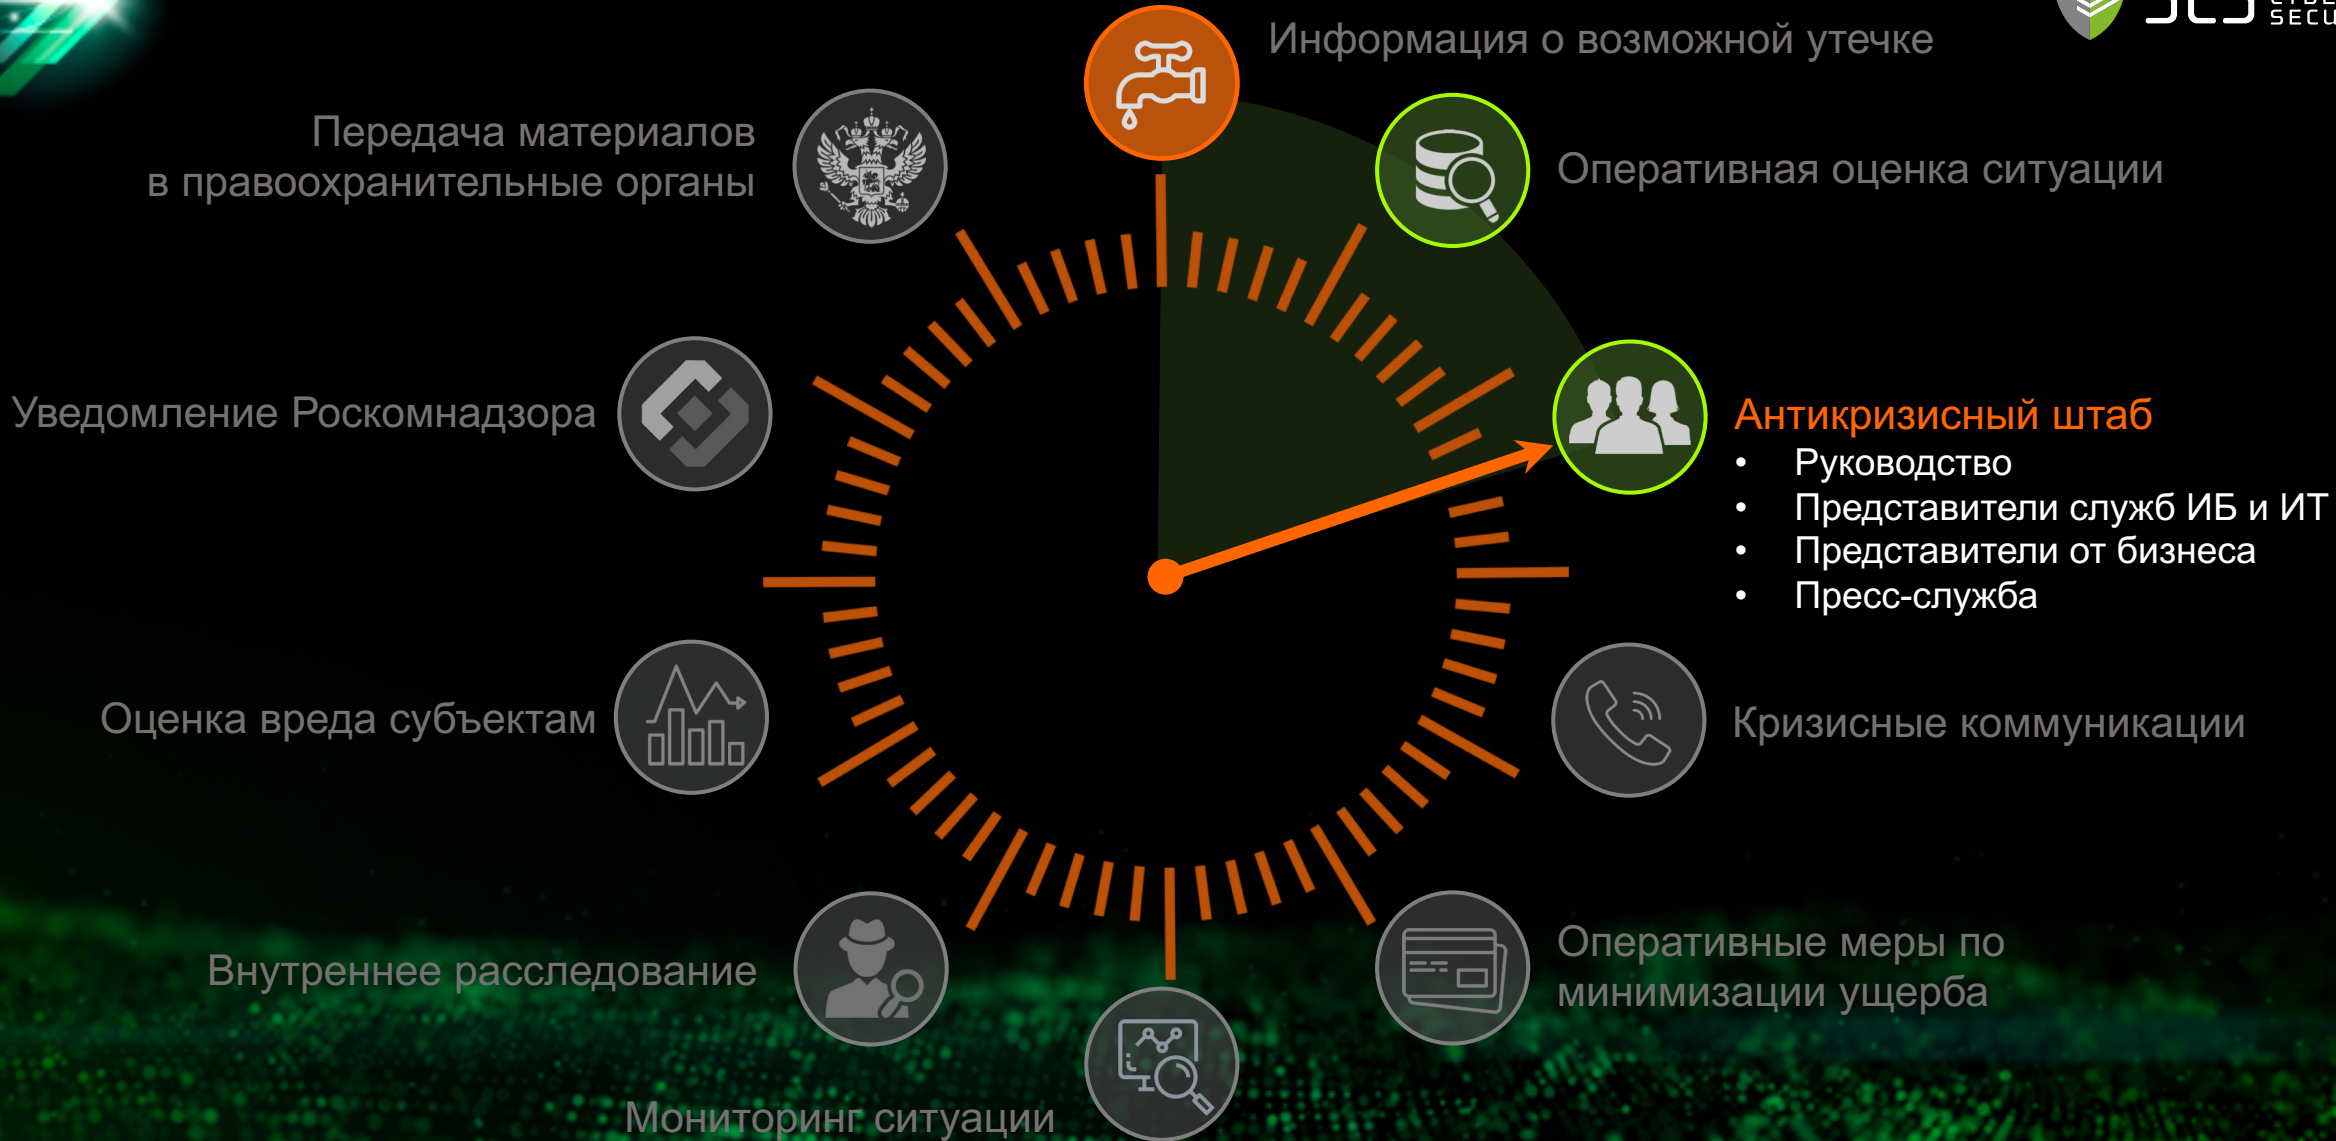 Информация о возможной утечке
Оперативная оценка ситуации
Антикризисный штаб
• Руководство
• Представители служб ИБ и ИТ
• Представители от бизнеса
• Пресс-служба
Кризисные коммуникации
Оперативные меры по
минимизации ущерба
Мониторинг ситуации
Внутреннее расследование
Оценка вреда субъектам
Уведомление Роскомнадзора
Передача материалов
в правоохранительные органы